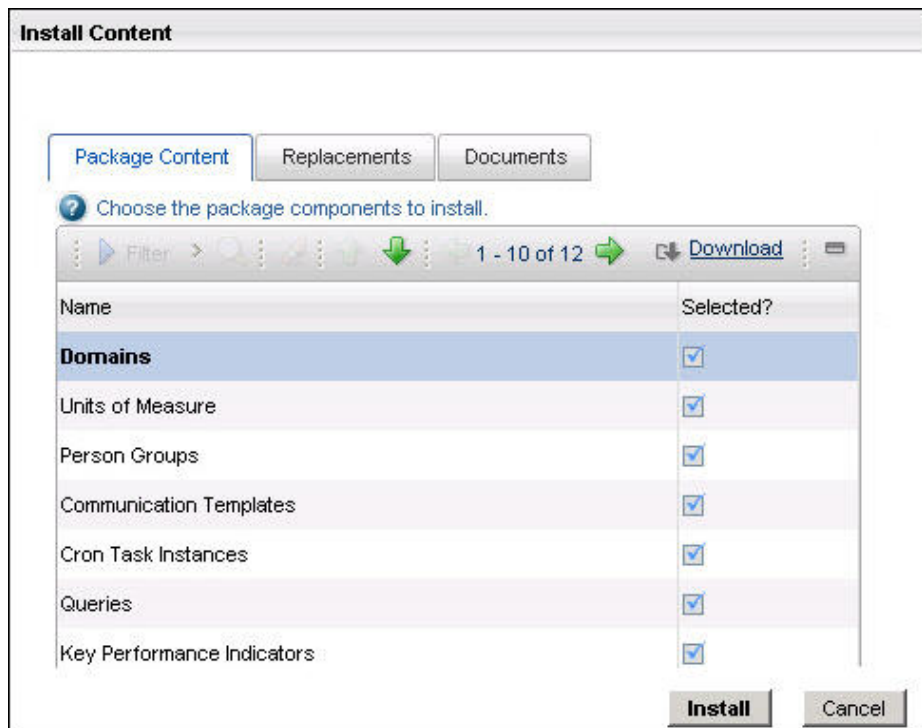 Install Content
Package Content Replacements Documents
? Choose the package components to install.
Filter > 1 - 10 of 12 Download
Name Selected?
Domains
Units of Measure
Person Groups
Communication Templates
Cron Task Instances
Queries
Key Performance Indicators
Install Cancel